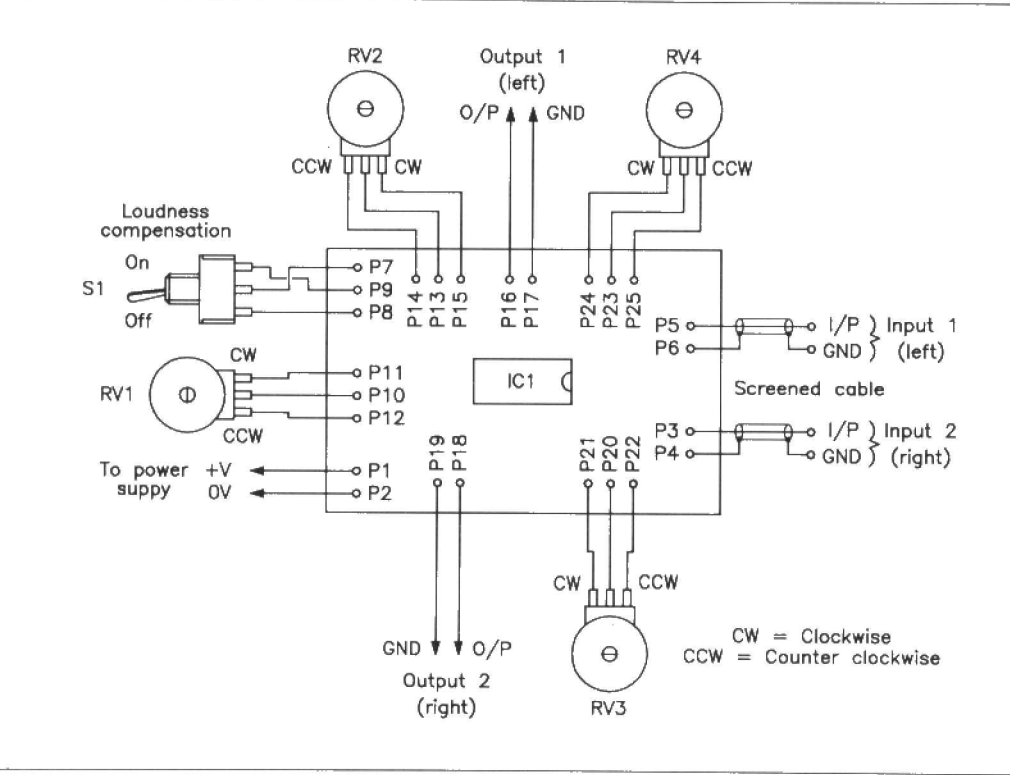 RV2
Output 1
(left)
RV4
O/P
GND
CCW
CW
CW
CCW
Loudness
compensation
On
S1
Off
P7
P9
P8
P14
P13
P15
P16
P17
P24
P23
P25
P5
P6
I/P
GND
Input 1
(left)
CW
RV1
CCW
P11
P10
P12
IC1
Screened cable
P3
P4
I/P
GND
Input 2
(right)
To power
suppy
+V
0V
P1
P2
P19
P18
P21
P20
P22
CW
CCW
GND
O/P
Output 2
(right)
RV3
CW = Clockwise
CCW = Counter clockwise